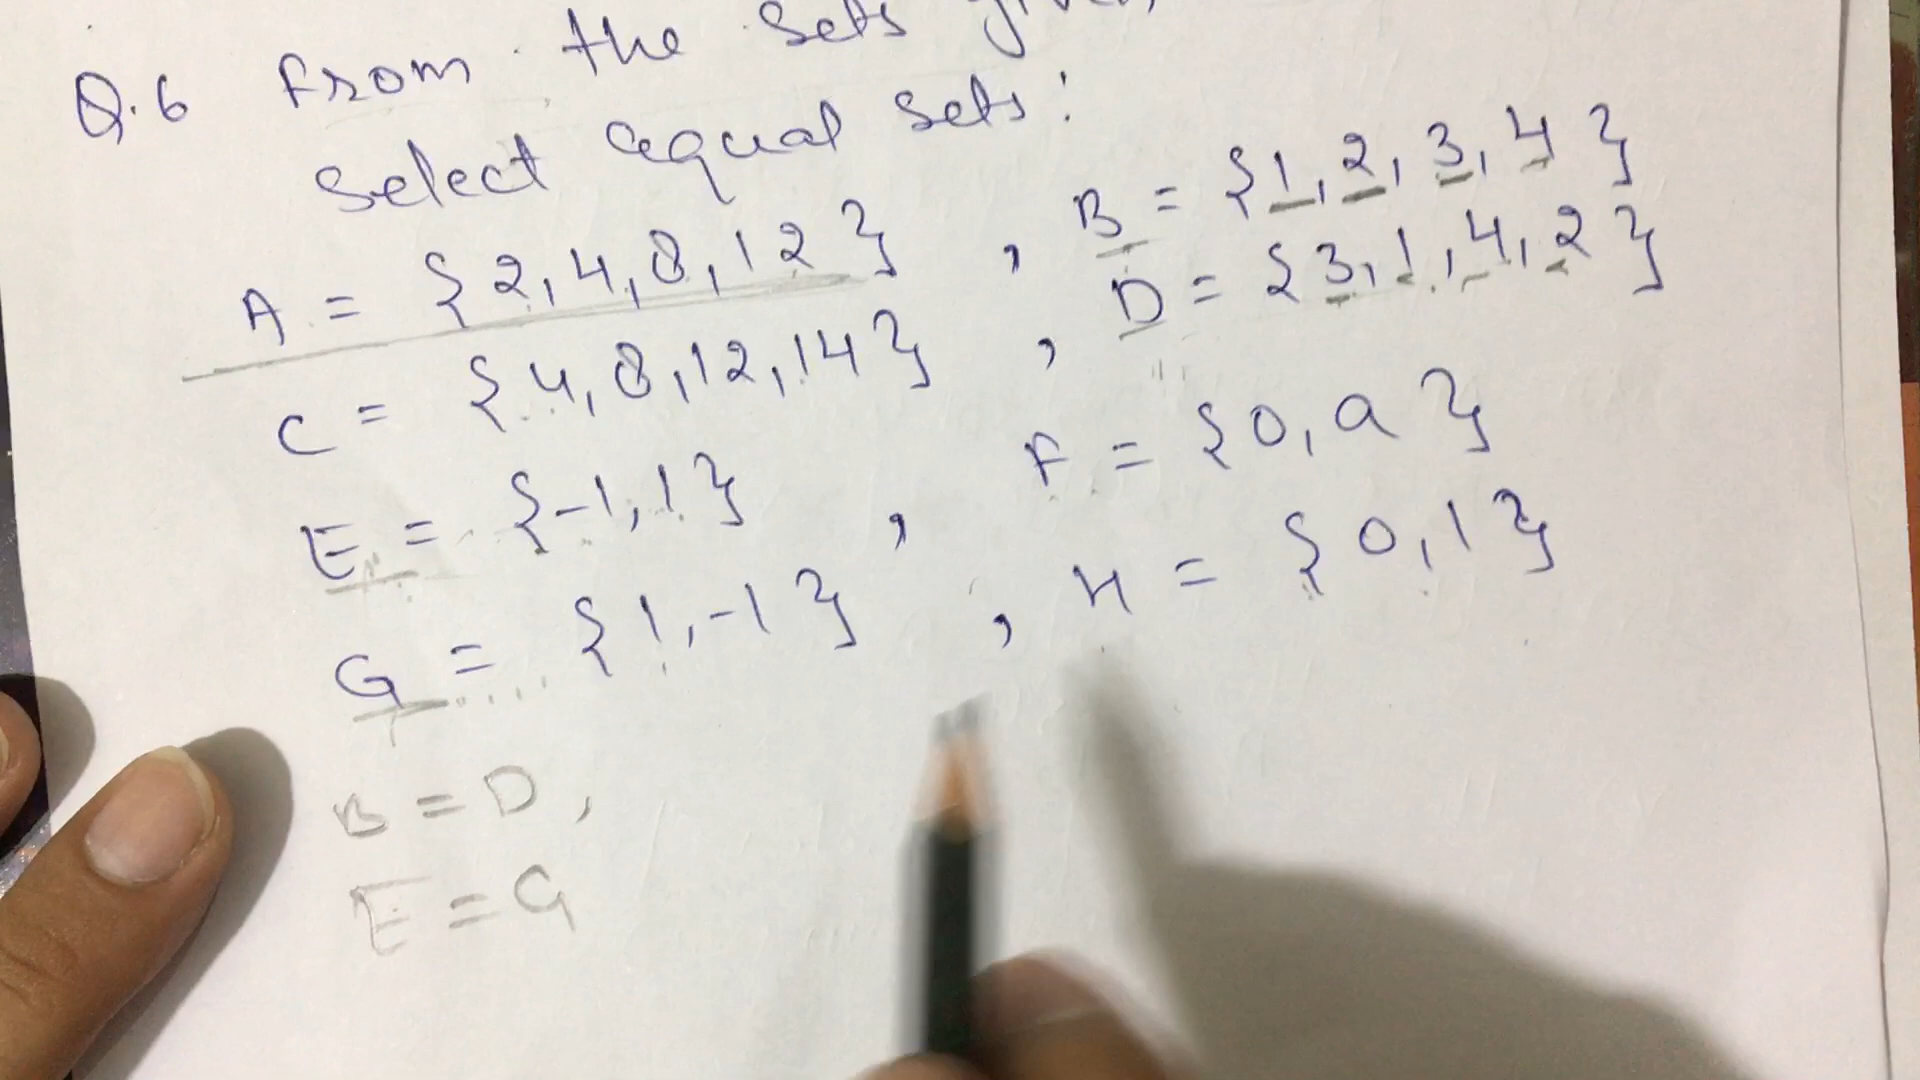 Q.6 From the sets
select equal sets:
A = {2,4,8,12} , B = {1,2,3,4}
C = {4,8,12,14} , D = {3,1,4,2}
E = {-1,1} , F = {0,a}
G = {1,-1} , H = {0,1}
B = D,
E = G